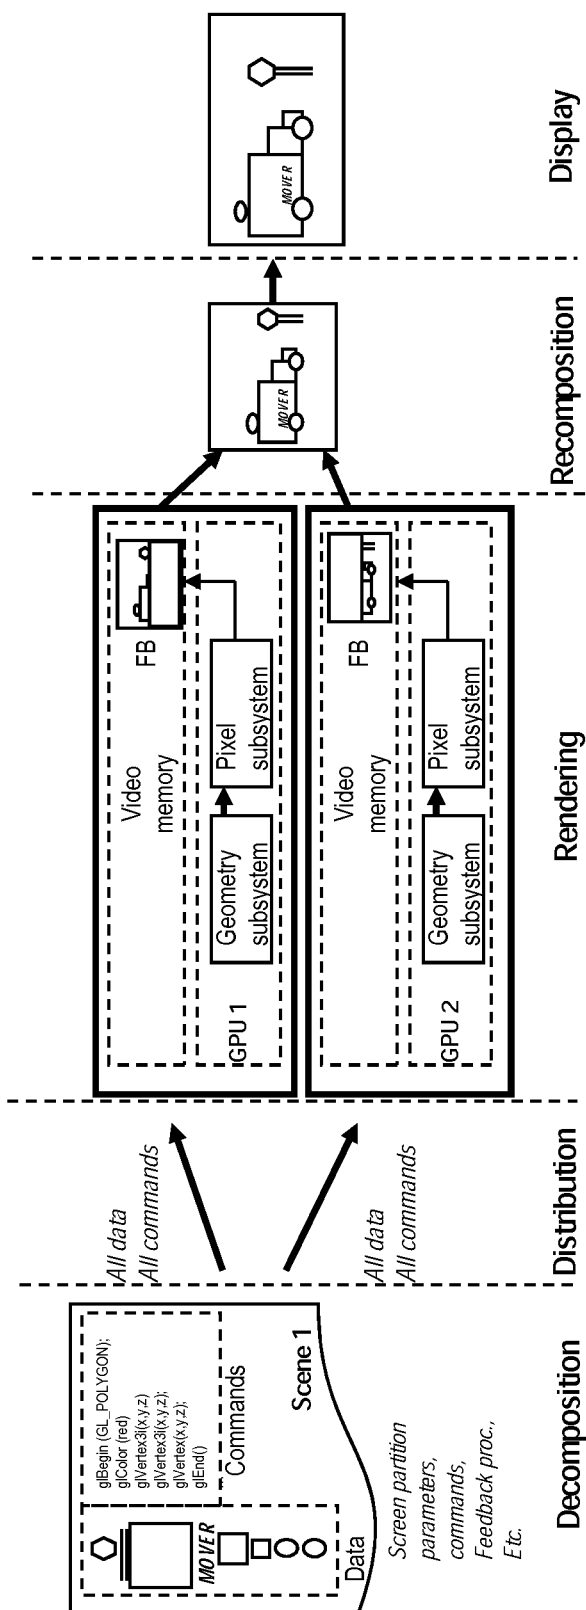 glBegin (GL_POLYGON);
glColor (red)
glVertex3i(x,y,z)
glVertex3i(x,y,z);
glVertex(x,y,z);
glEnd()
Commands
MOVER
Data
Scene 1
Screen partition
parameters,
commands,
Feedback proc.,
Etc.
Decomposition
All data
All commands
All data
All commands
Distribution
Video
memory
FB
GPU 1
Geometry
subsystem
Pixel
subsystem
Video
memory
FB
GPU 2
Geometry
subsystem
Pixel
subsystem
Rendering
MOVER
Recomposition
MOVER
Display